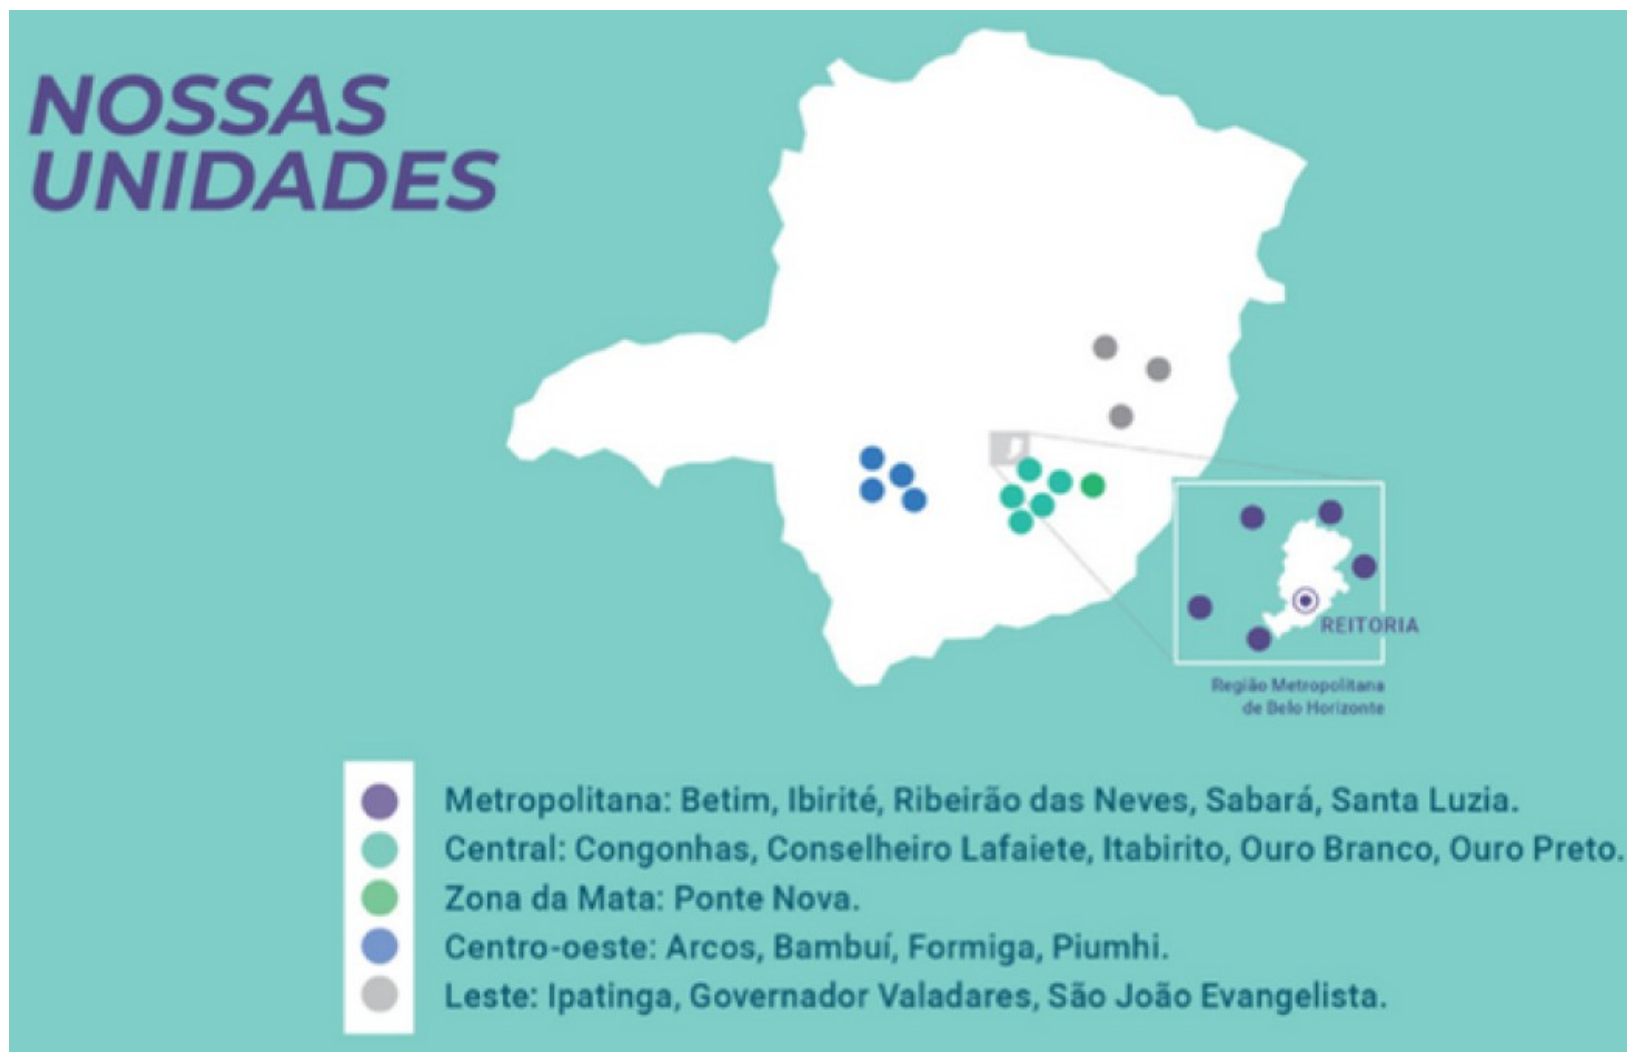 NOSSAS
UNIDADES
REITORIA
Região Metropolitana
de Belo Horizonte
Metropolitana: Betim, Ibirité, Ribeirão das Neves, Sabará, Santa Luzia.
Central: Congonhas, Conselheiro Lafaiete, Itabirito, Ouro Branco, Ouro Preto.
Zona da Mata: Ponte Nova.
Centro-oeste: Arcos, Bambuí, Formiga, Piumhi.
Leste: Ipatinga, Governador Valadares, São João Evangelista.